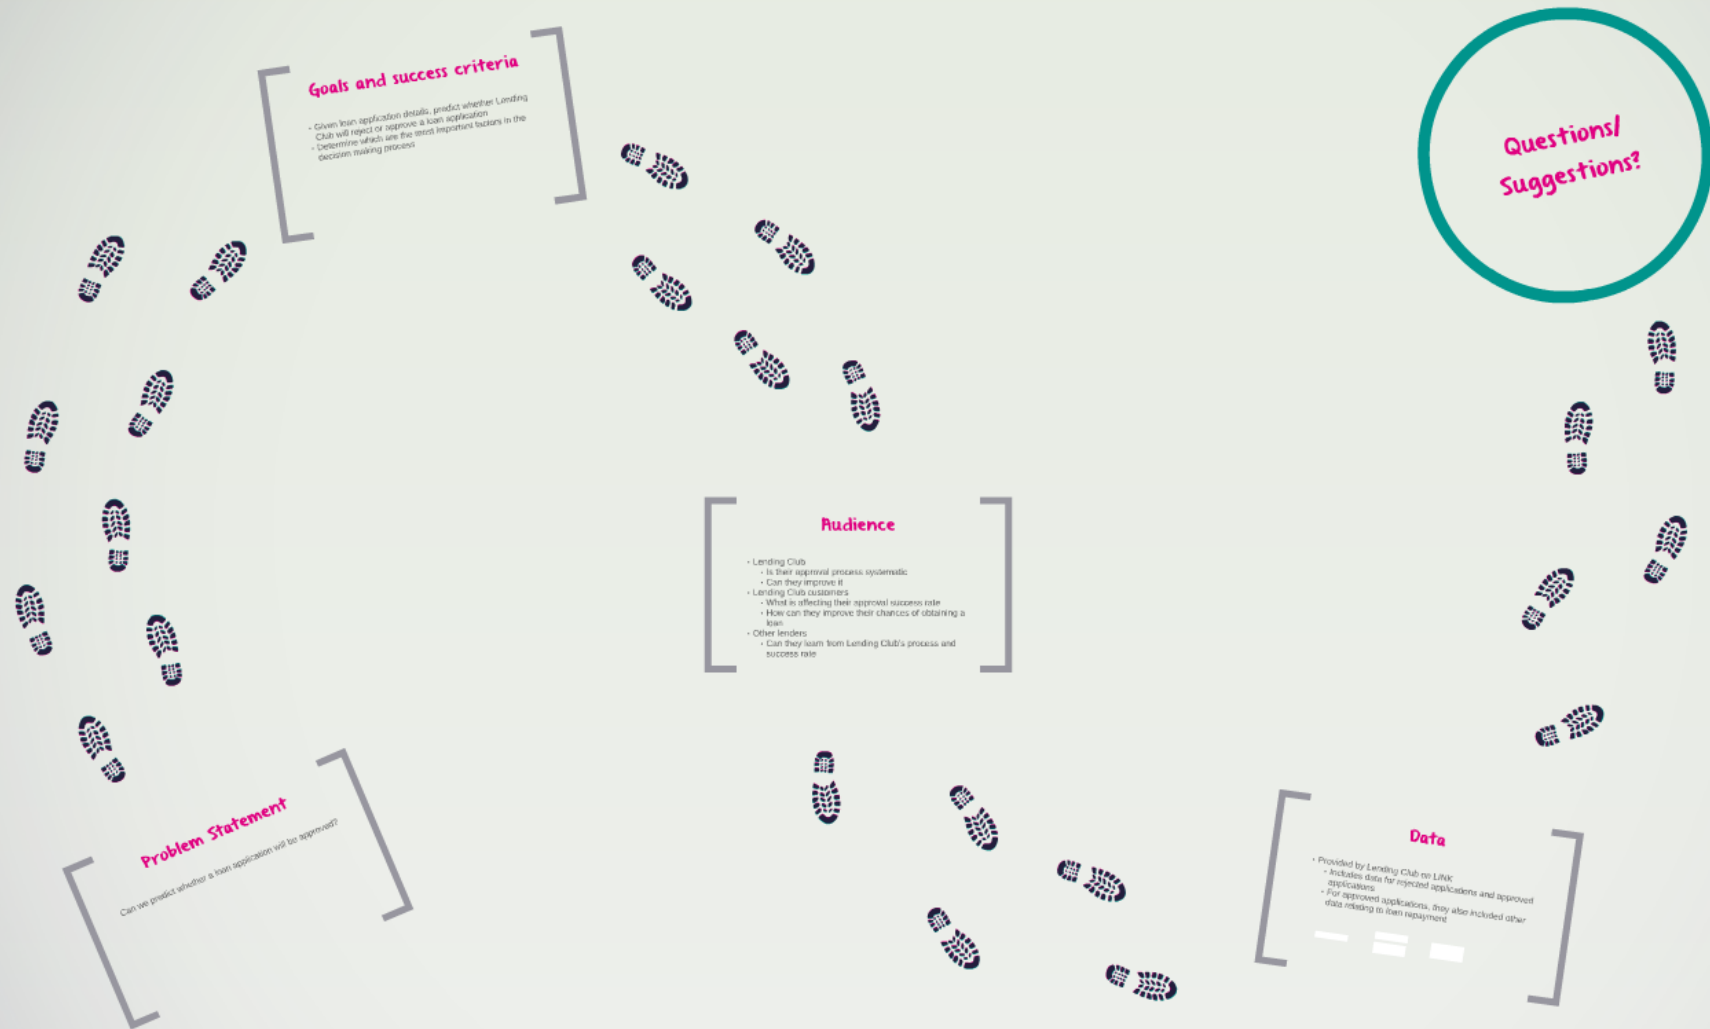 Problem Statement
Can we predict whether a loan application will be approved?
Goals and success criteria
- Given loan application details, predict whether Lending
Club will reject or approve a loan application
- Determine which are the most important factors in the
decision making process
Audience
- Lending Club
- Is their approval process systematic
- Can they improve it
- Lending Club customers
- What is affecting their approval success rate
- How can they improve their chances of obtaining a
loan
- Other lenders
- Can they learn from Lending Club's process and
success rate
Data
- Provided by Lending Club on LINK
- Includes data for rejected applications and approved
applications
- For approved applications, they also included other
data relating to loan repayment
Questions/
Suggestions?